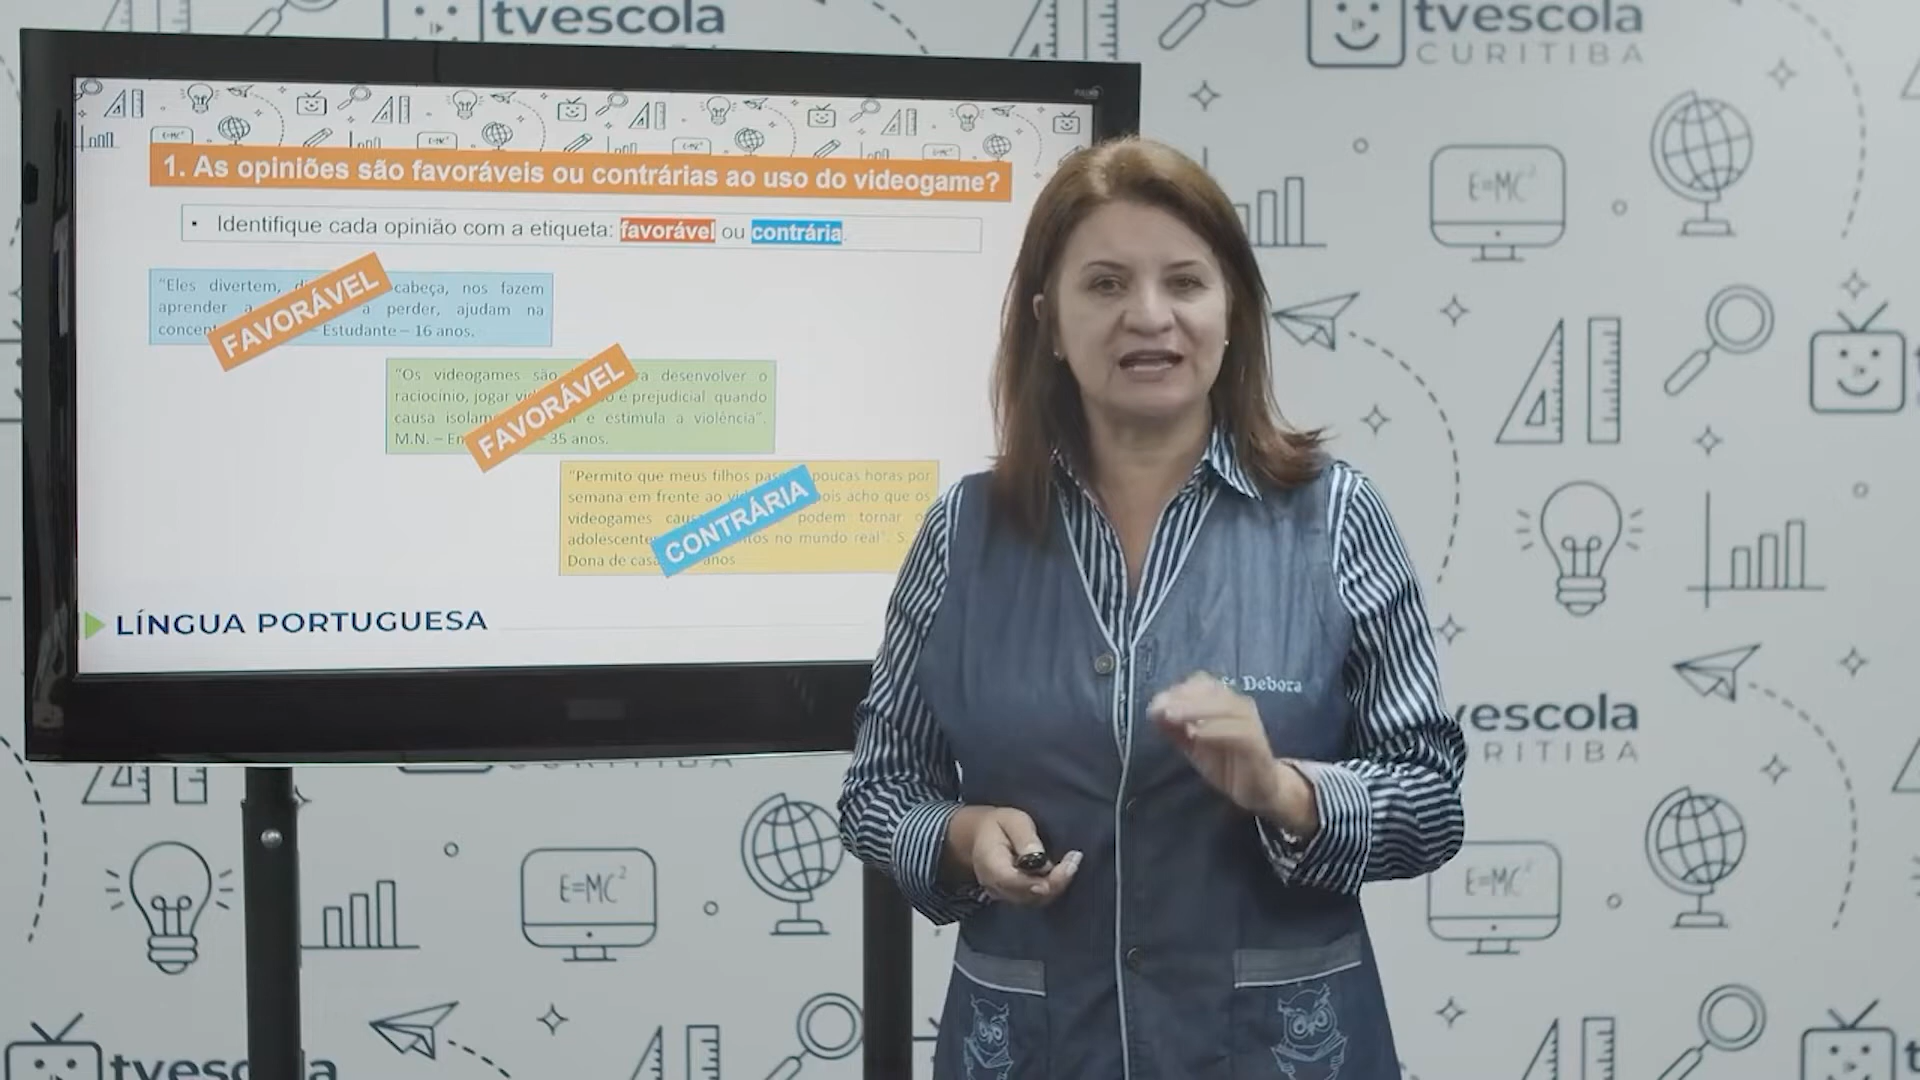 tvescola
tvescola
CURITIBA
1. As opiniões são favoráveis ou contrárias ao uso do videogame?
Identifique cada opinião com a etiqueta: favorável ou contrária.
"Eles divertem, cabeça, nos fazem
aprender a perder, ajudam na
Estudante – 16 anos.
FAVORÁVEL
"Os videogames são desenvolver o
raciocínio, jogar é prejudicial quando
causa e estimula a violência".
M.N. – 35 anos.
FAVORÁVEL
"Permito que meus filhos poucas horas por
semana em frente ao pois acho que os
videogames podem tornar
adolescente no mundo real". S.
Dona de casa anos
CONTRÁRIA
LÍNGUA PORTUGUESA
E=MC²
Debora
vescola
RITIBA
CURITIBA
E=MC²
E=MC²
tvesc a